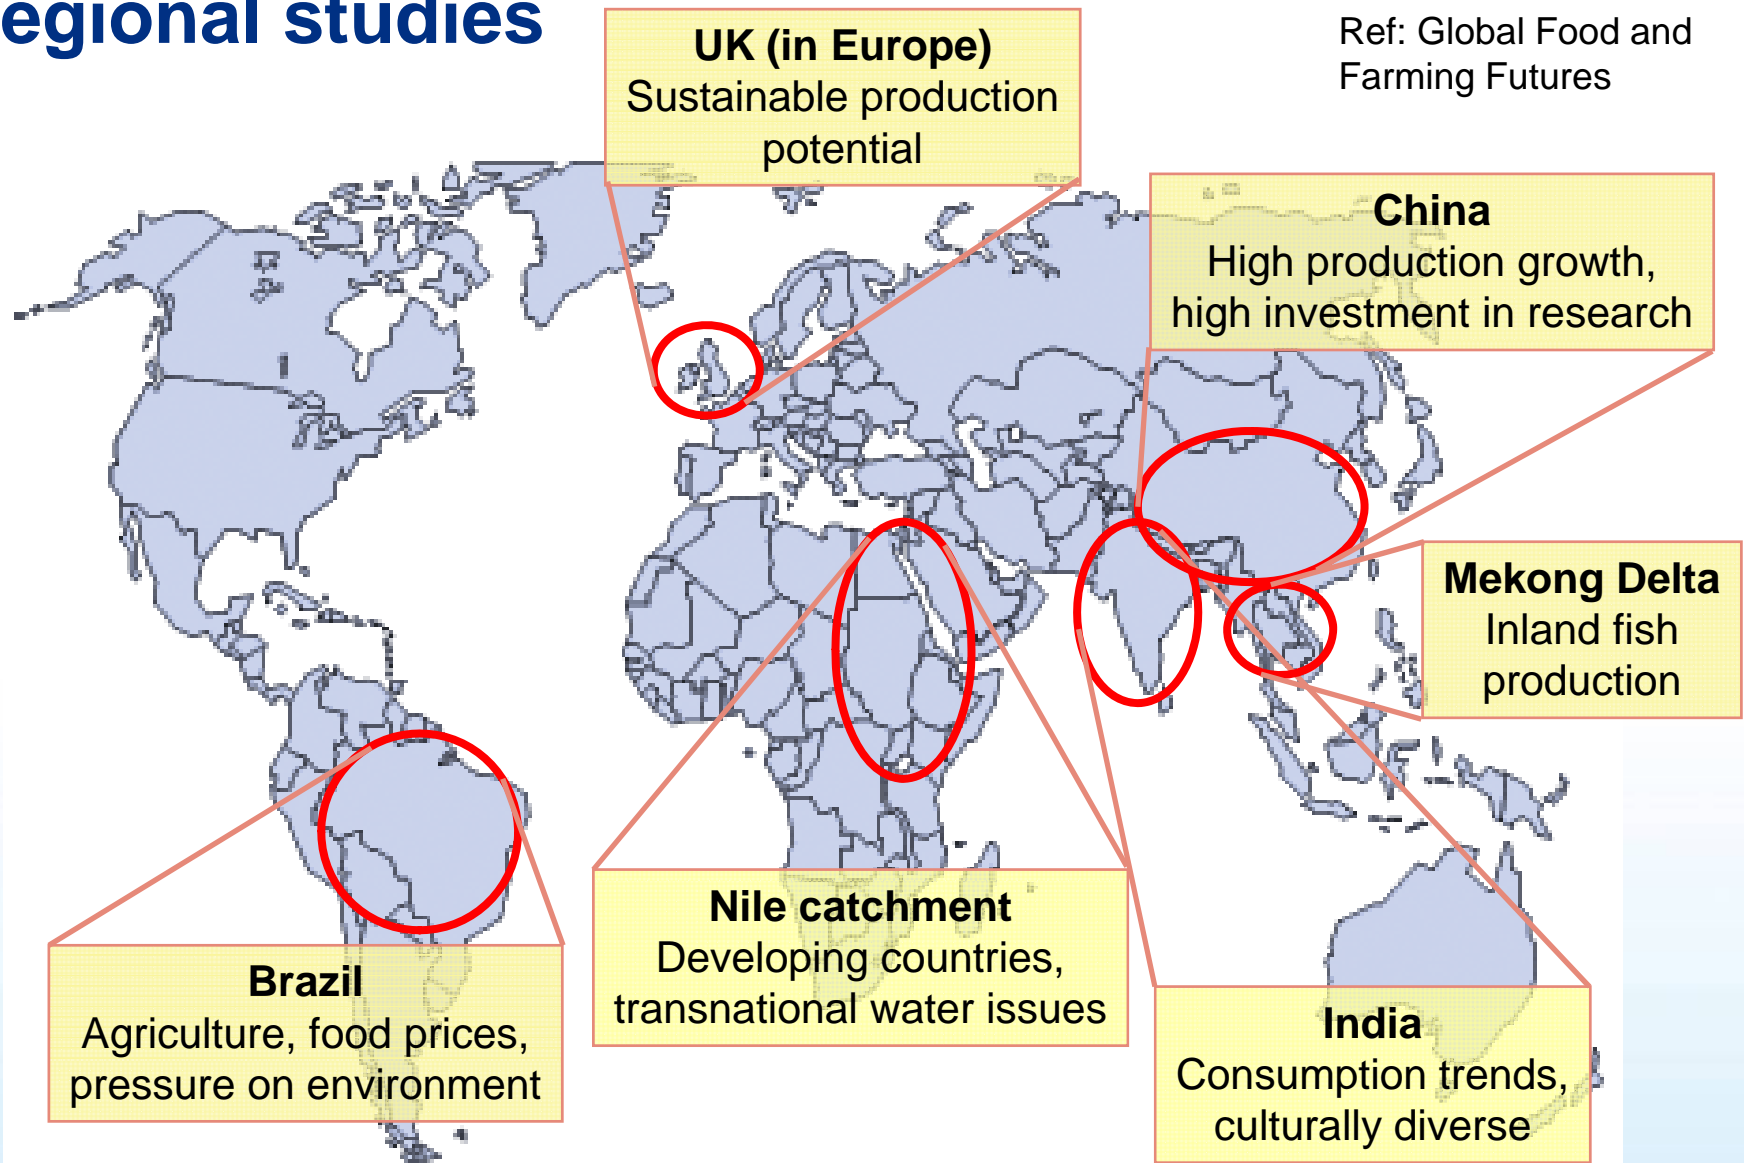 egional studies
Ref: Global Food and
Farming Futures
UK (in Europe)
Sustainable production
potential
China
High production growth,
high investment in research
Mekong Delta
Inland fish
production
Nile catchment
Developing countries,
transnational water issues
Brazil
Agriculture, food prices,
pressure on environment
India
Consumption trends,
culturally diverse